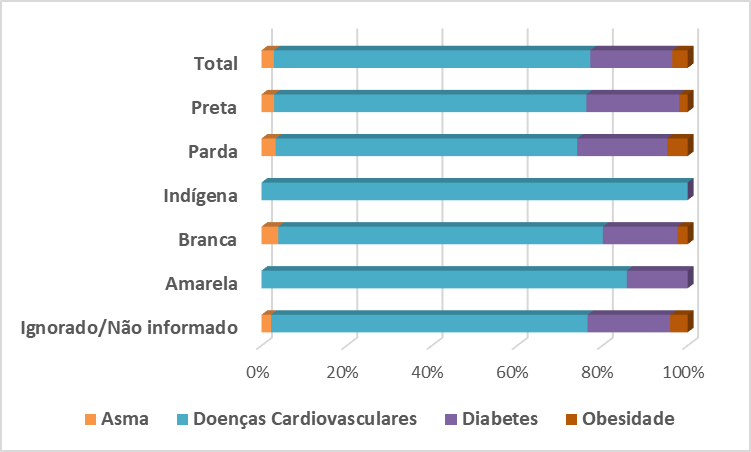 Total
Preta
Parda
Indígena
Branca
Amarela
Ignorado/Não informado
0% 20% 40% 60% 80% 100%
Asma Doenças Cardiovasculares Diabetes Obesidade